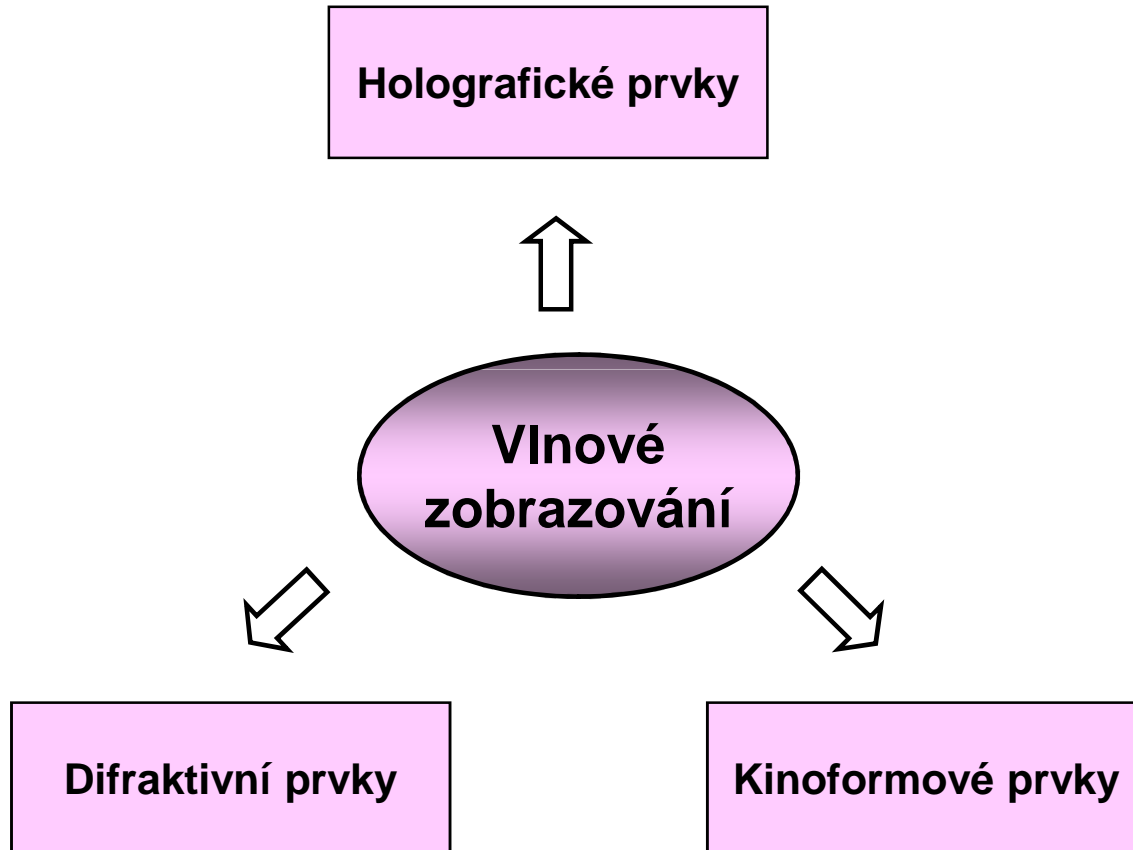 Holografické prvky
Vlnové
zobrazování
Difraktivní prvky
Kinoformové prvky